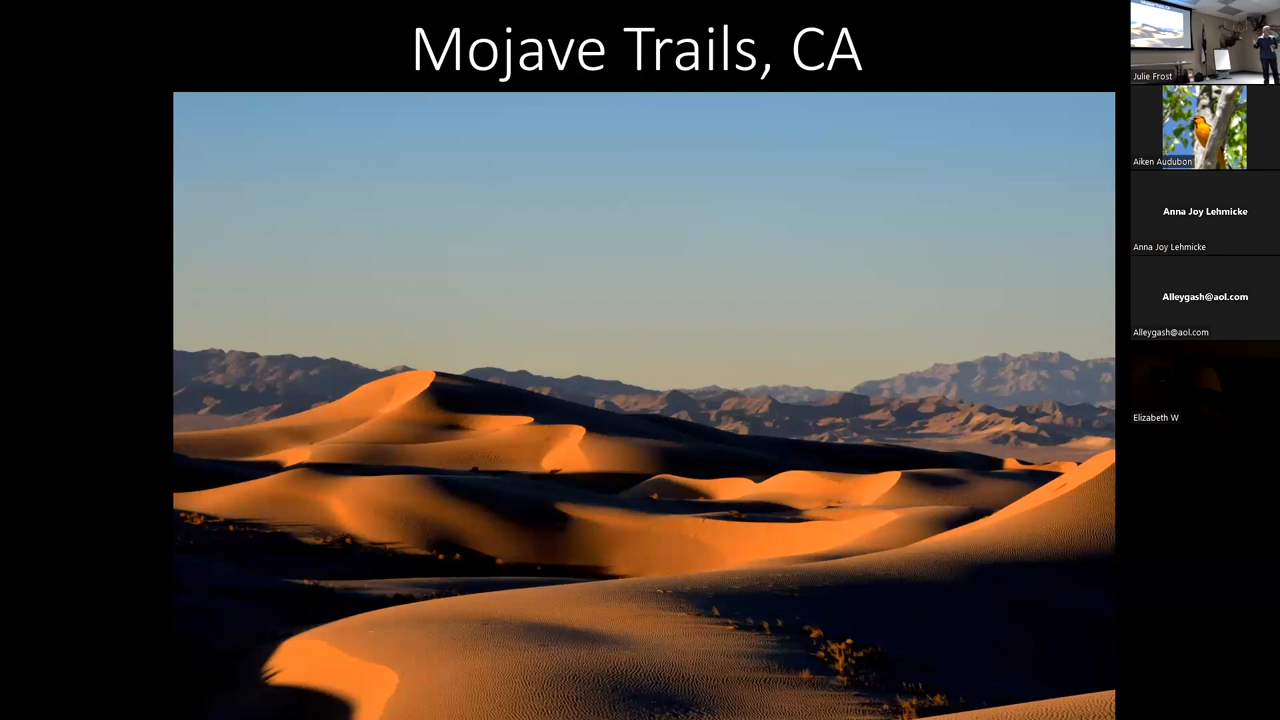 Mojave Trails, CA
Julie Frost
Aiken Audubon
Anna Joy Lehmicke
Anna Joy Lehmicke
Alleygash@aol.com
Alleygash@aol.com
Elizabeth W